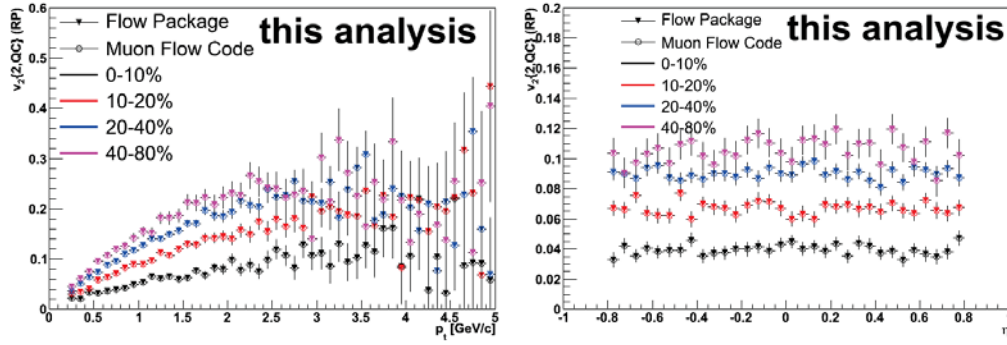 this analysis
v₂{2,QC} (RP)
Flow Package
Muon Flow Code
0-10%
10-20%
20-40%
40-80%
0.6
0.5
0.4
0.3
0.2
0.1
0
0 0.5 1 1.5 2 2.5 3 3.5 4 4.5 5
pₜ [GeV/c]
this analysis
v₂{2,QC} (RP)
Flow Package
Muon Flow Code
0-10%
10-20%
20-40%
40-80%
0.2
0.18
0.16
0.14
0.12
0.1
0.08
0.06
0.04
0.02
0
-1 -0.8 -0.6 -0.4 -0.2 0 0.2 0.4 0.6 0.8 1